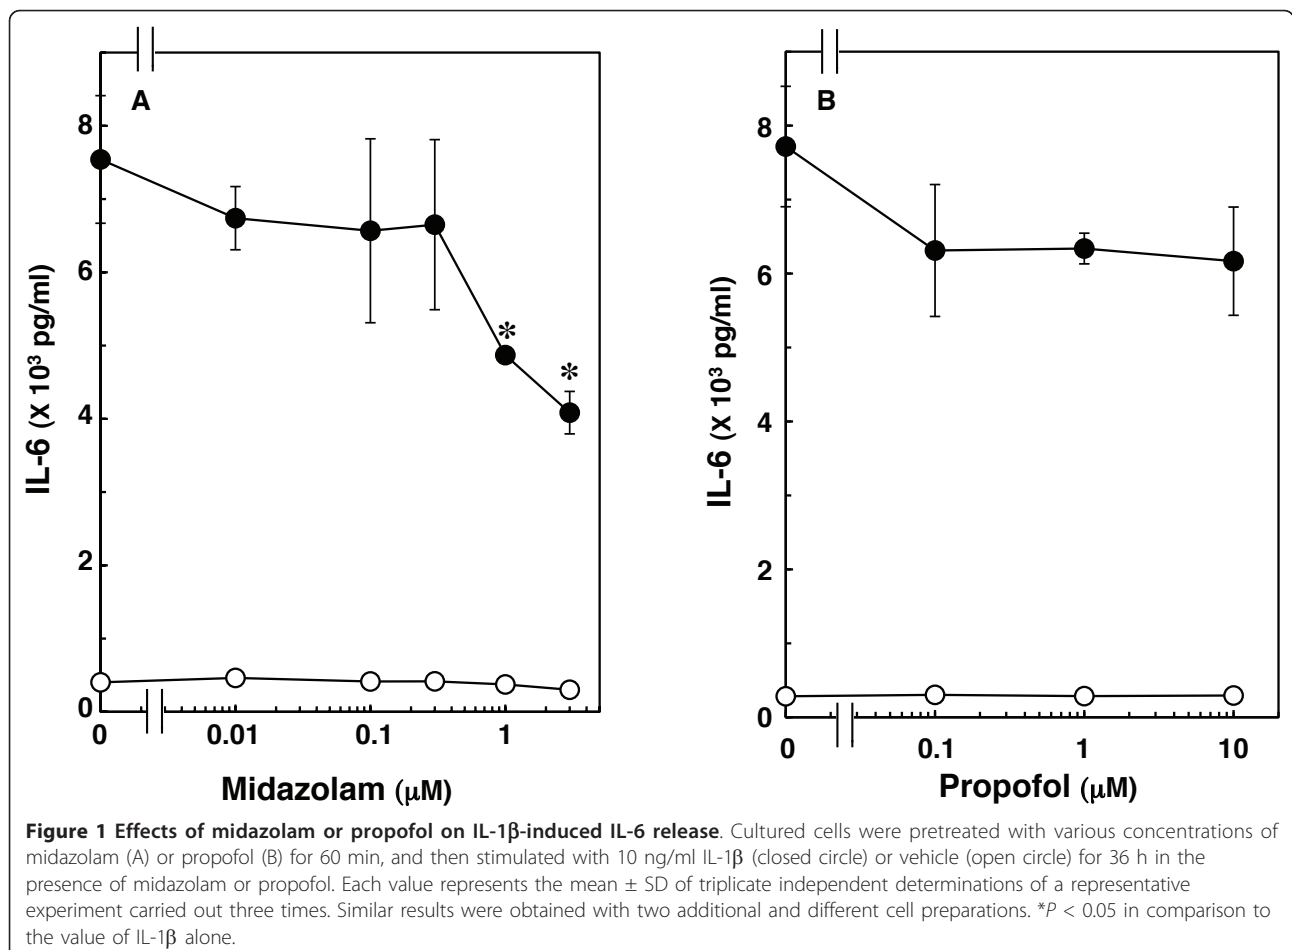 A
8
6
4
2
0
IL-6 (X 10³ pg/ml)
*
*
0 0.01 0.1 1
Midazolam (μM)
B
8
6
4
2
0
IL-6 (X 10³ pg/ml)
0 0.1 1 10
Propofol (μM)
Figure 1 Effects of midazolam or propofol on IL-1β-induced IL-6 release. Cultured cells were pretreated with various concentrations of
midazolam (A) or propofol (B) for 60 min, and then stimulated with 10 ng/ml IL-1β (closed circle) or vehicle (open circle) for 36 h in the
presence of midazolam or propofol. Each value represents the mean ± SD of triplicate independent determinations of a representative
experiment carried out three times. Similar results were obtained with two additional and different cell preparations. *P < 0.05 in comparison to
the value of IL-1β alone.